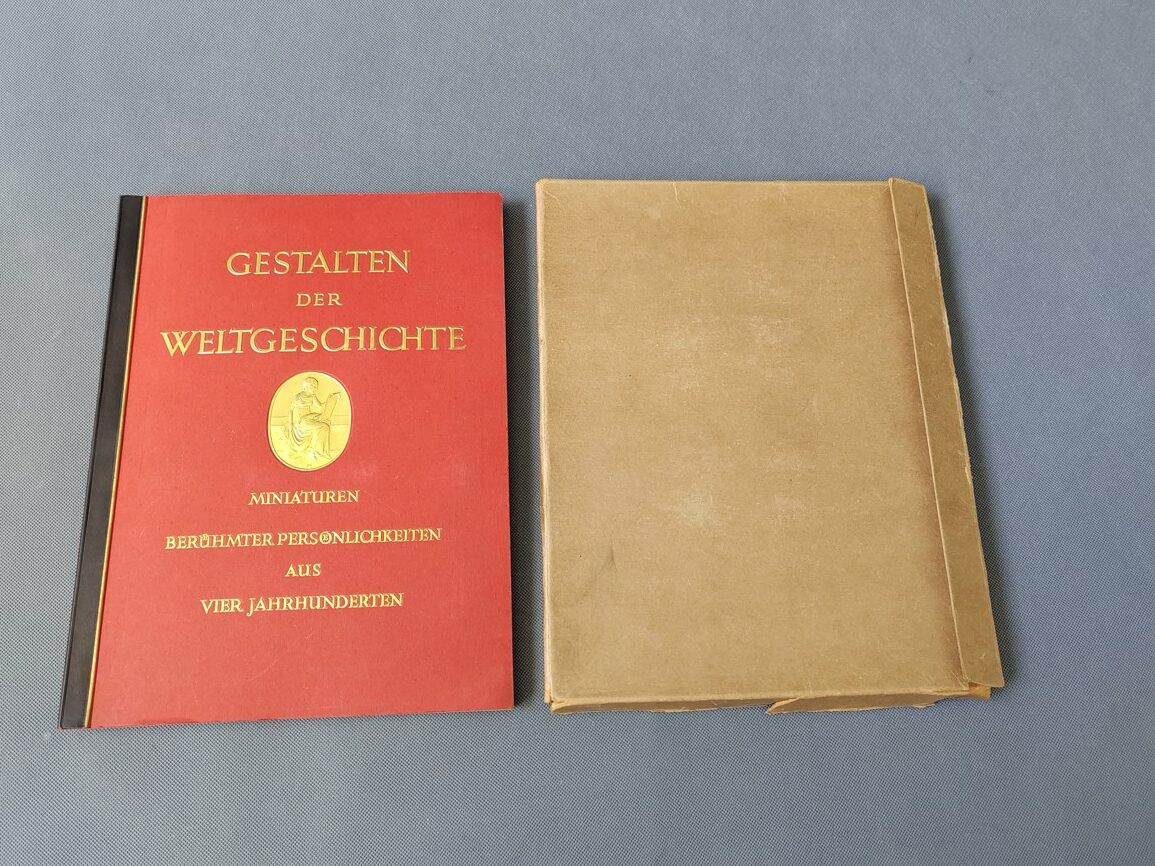 GESTALTEN
DER
WELTGESCHICHTE
MINIATUREN
BERÜHMTER PERSÖNLICHKEITEN
AUS
VIER JAHRHUNDERTEN